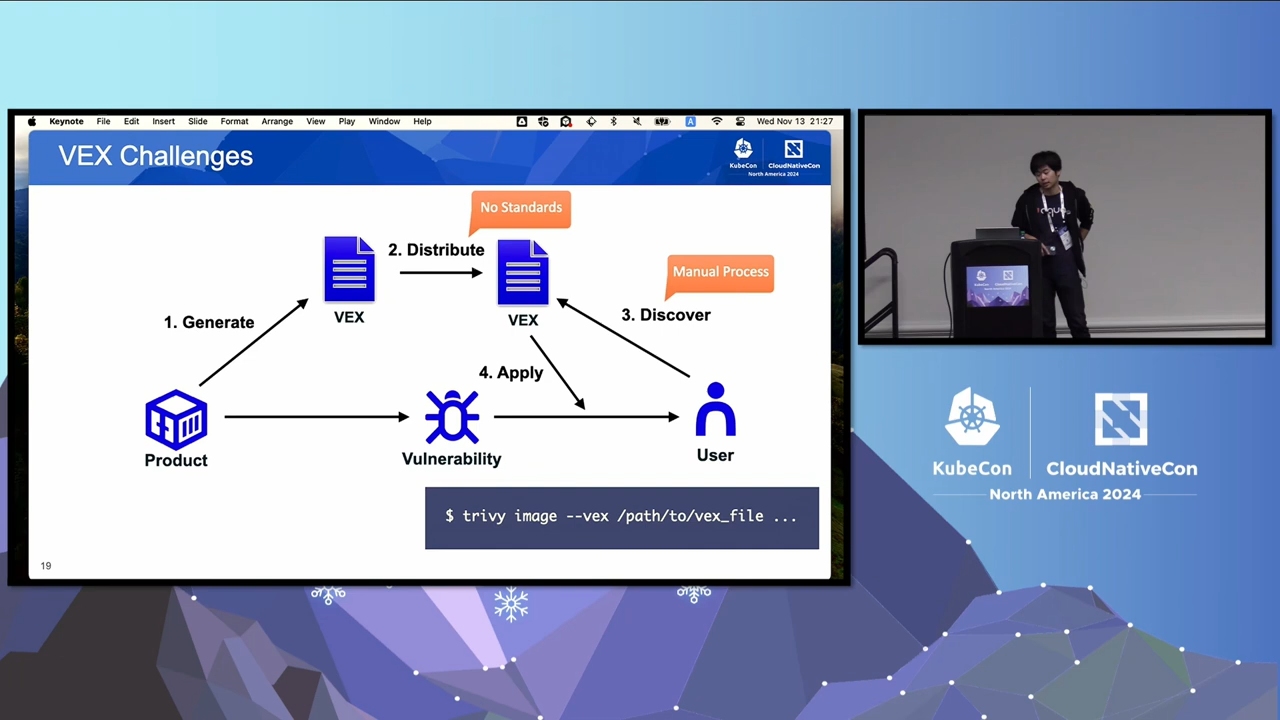 Keynote File Edit Insert Slide Format Arrange View Play Window Help A Wed Nov 13 21:27
VEX Challenges
KubeCon CloudNativeCon
North America 2024
No Standards
2. Distribute
Manual Process
1. Generate
VEX
VEX
3. Discover
4. Apply
Product
Vulnerability
User
$ trivy image --vex /path/to/vex_file ...
19
KubeCon CloudNativeCon
North America 2024